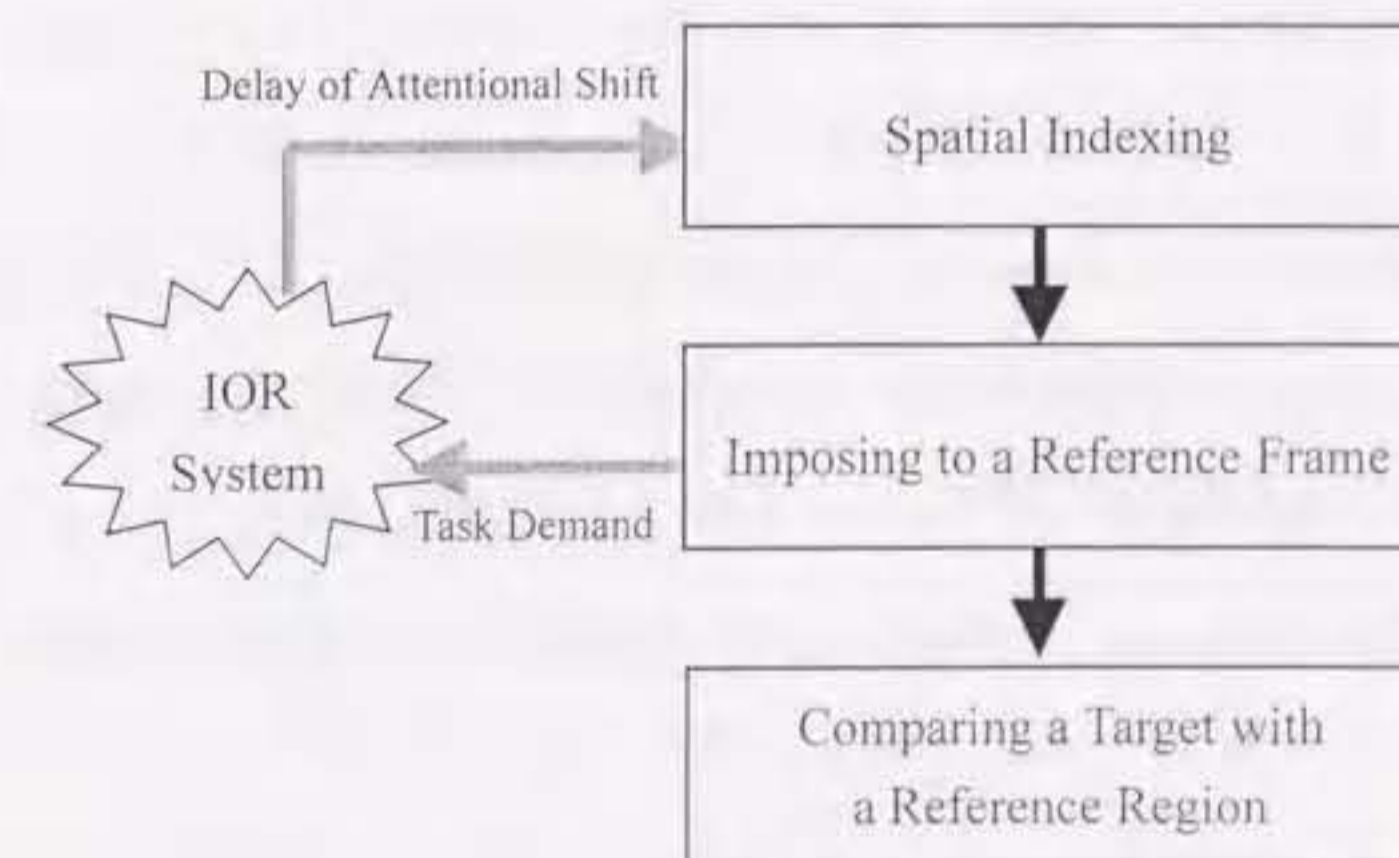 Delay of Attentional Shift
Spatial Indexing
IOR
System
Imposing to a Reference Frame
Task Demand
Comparing a Target with
a Reference Region